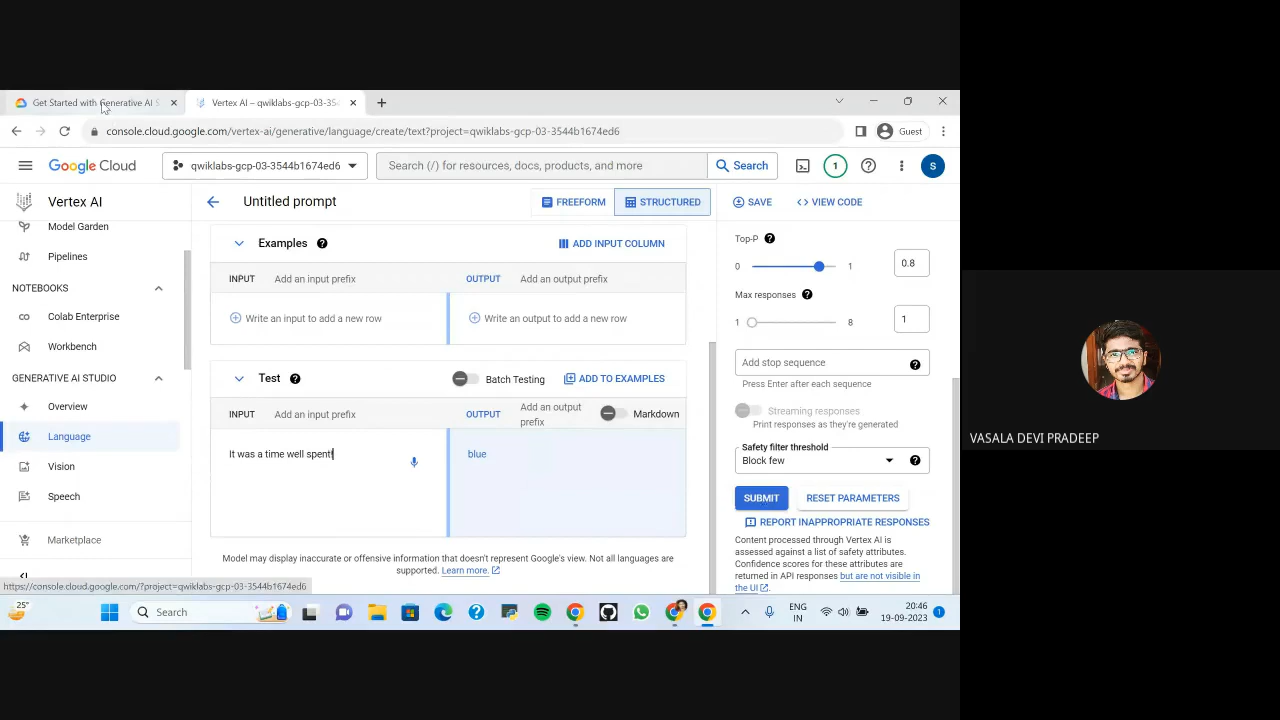 Get Started with Generative AI S
Vertex AI – qwiklabs-gcp-03-354
console.cloud.google.com/vertex-ai/generative/language/create/text?project=qwiklabs-gcp-03-3544b1674ed6
Guest
Google Cloud
qwiklabs-gcp-03-3544b1674ed6
Search (/) for resources, docs, products, and more
Search
1
S
Vertex AI
Untitled prompt
FREEFORM
STRUCTURED
SAVE
<> VIEW CODE
Model Garden
Pipelines
NOTEBOOKS
Colab Enterprise
Workbench
GENERATIVE AI STUDIO
Overview
Language
Vision
Speech
Marketplace
Examples
ADD INPUT COLUMN
INPUT Add an input prefix
OUTPUT Add an output prefix
Write an input to add a new row
Write an output to add a new row
Test
Batch Testing
ADD TO EXAMPLES
INPUT Add an input prefix
OUTPUT Add an output prefix
Markdown
It was a time well spent!
blue
Model may display inaccurate or offensive information that doesn't represent Google's view. Not all languages are
supported. Learn more.
Top-P
0 1 0.8
Max responses
1 8 1
Add stop sequence
Press Enter after each sequence
Streaming responses
Print responses as they're generated
Safety filter threshold
Block few
SUBMIT
RESET PARAMETERS
REPORT INAPPROPRIATE RESPONSES
Content processed through Vertex AI is
assessed against a list of safety attributes.
Confidence scores for these attributes are
returned in API responses but are not visible in
the UI.
https://console.cloud.google.com/?project=qwiklabs-gcp-03-3544b1674ed6
25°
Search
ENG
IN
20:46
19-09-2023
1
VASALA DEVI PRADEEP